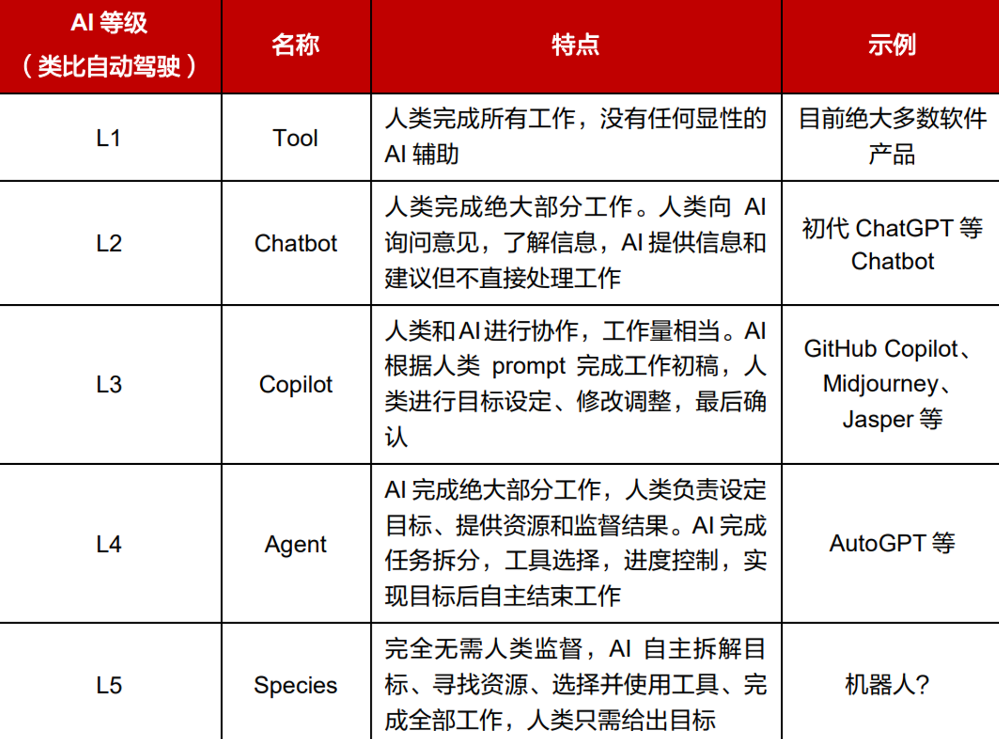 AI 等级
（类比自动驾驶）
名称
特点
示例
L1
Tool
人类完成所有工作，没有任何显性的
AI 辅助
目前绝大多数软件
产品
L2
Chatbot
人类完成绝大部分工作。人类向 AI
询问意见，了解信息，AI 提供信息和
建议但不直接处理工作
初代 ChatGPT 等
Chatbot
L3
Copilot
人类和 AI 进行协作，工作量相当。AI
根据人类 prompt 完成工作初稿，人
类进行目标设定、修改调整，最后确
认
GitHub Copilot、
Midjourney、
Jasper 等
L4
Agent
AI 完成绝大部分工作，人类负责设定
目标、提供资源和监督结果。AI 完成
任务拆分，工具选择，进度控制，实
现目标后自主结束工作
AutoGPT 等
L5
Species
完全无需人类监督，AI 自主拆解目
标、寻找资源、选择并使用工具、完
成全部工作，人类只需给出目标
机器人?